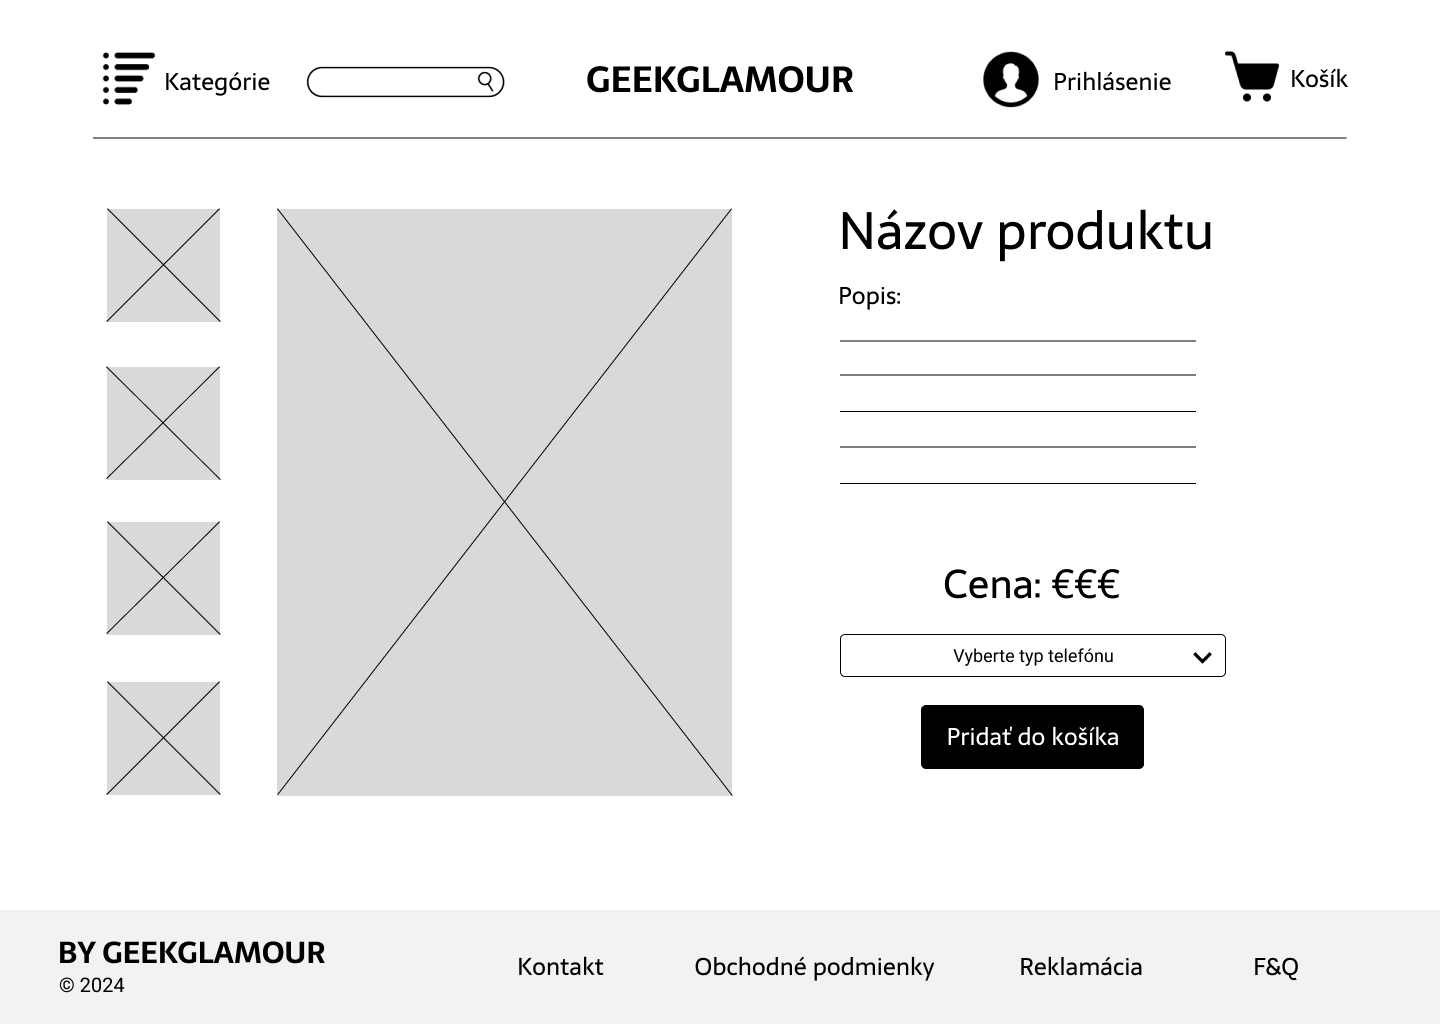 Kategórie
GEEKGLAMOUR
Prihlásenie
Košík
Názov produktu
Popis:
Cena: €€€
Vyberte typ telefónu
Pridať do košíka
BY GEEKGLAMOUR
© 2024
Kontakt
Obchodné podmienky
Reklamácia
F&Q